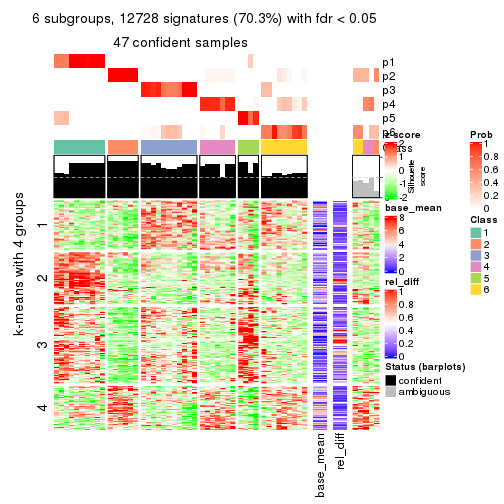 6 subgroups, 12728 signatures (70.3%) with fdr < 0.05
47 confident samples
p1
p2
p3
p4
p5
p6
Class
z score
2
1
0
-1
-2
Silhouette
score
Prob
1
0.8
0.6
0.4
0.2
0
Class
1
2
3
4
5
6
base_mean
8
6
4
2
0
rel_diff
1
0.8
0.6
0.4
0.2
0
Status (barplots)
confident
ambiguous
k-means with 4 groups
1
2
3
4
base_mean
rel_diff